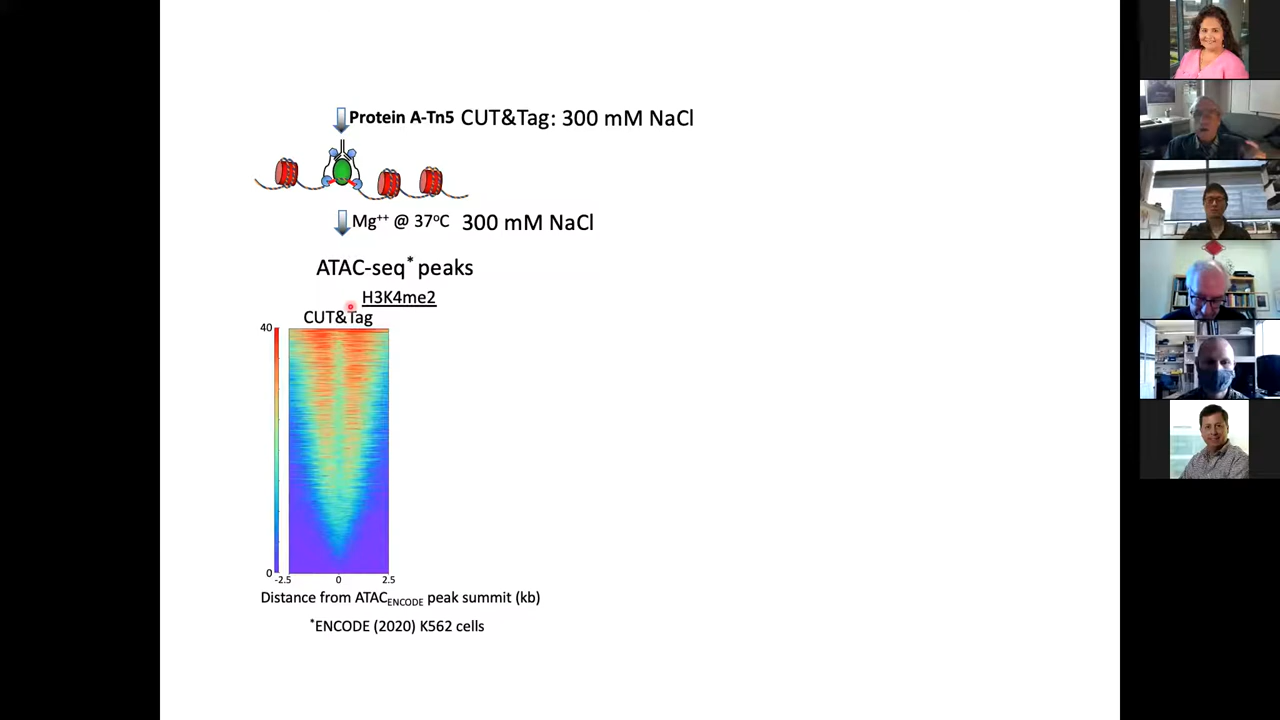 Protein A-Tn5 CUT&Tag: 300 mM NaCl
Mg⁺⁺ @ 37ºC 300 mM NaCl
ATAC-seq* peaks
H3K4me2
CUT&Tag
40
0
-2.5 0 2.5
Distance from ATAC_ENCODE peak summit (kb)
*ENCODE (2020) K562 cells